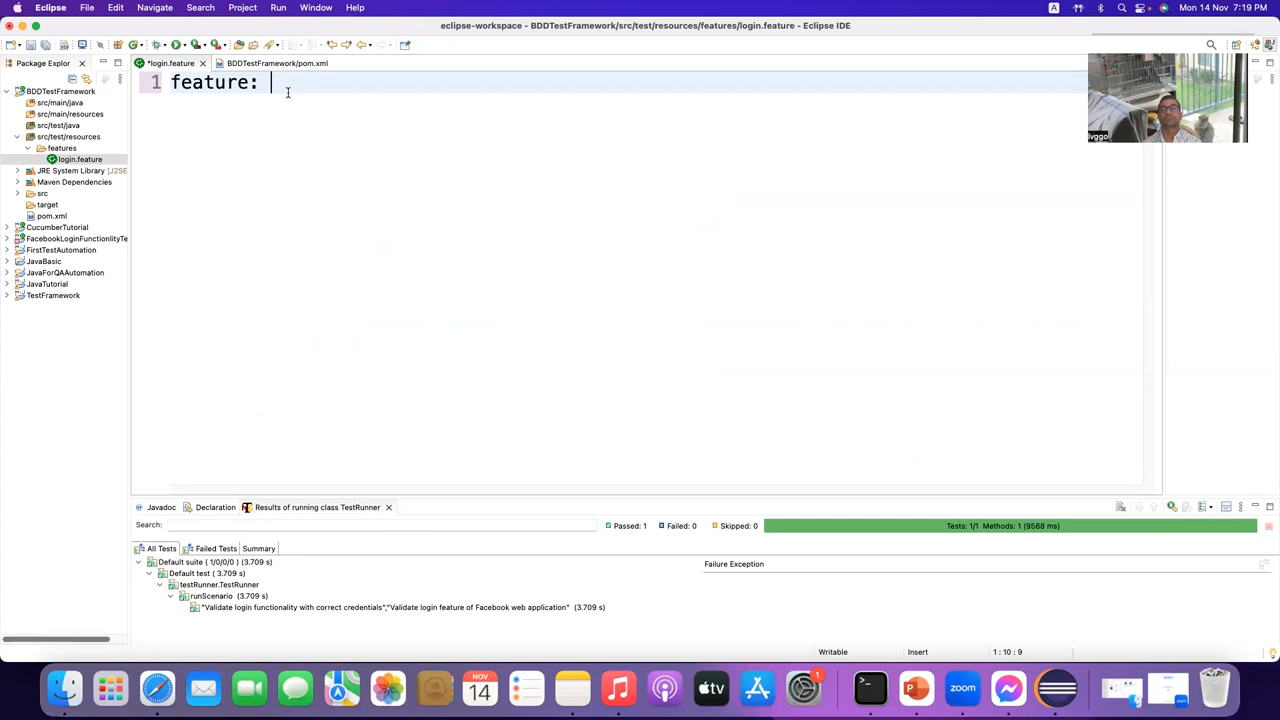 Eclipse File Edit Navigate Search Project Run Window Help
A
Mon 14 Nov 7:19 PM
eclipse-workspace - BDDTestFramework/src/test/resources/features/login.feature - Eclipse IDE
Package Explor
*login.feature
BDDTestFramework/pom.xml
1 feature:
BDDTestFramework
src/main/java
src/main/resources
src/test/java
src/test/resources
features
login.feature
JRE System Library [J2SE
Maven Dependencies
src
target
pom.xml
CucumberTutorial
FacebookLoginFunctionlityTe
FirstTestAutomation
JavaBasic
JavaForQAAutomation
JavaTutorial
TestFramework
Javadoc Declaration Results of running class TestRunner
Search:
Passed: 1 Failed: 0 Skipped: 0
Tests: 1/1 Methods: 1 (9568 ms)
All Tests Failed Tests Summary
Default suite ( 1/0/0/0 ) (3.709 s)
Default test ( 3.709 s)
testRunner.TestRunner
runScenario (3.709 s)
"Validate login functionality with correct credentials","Validate login feature of Facebook web application" (3.709 s)
Failure Exception
Writable Insert 1 : 10 : 9
NOV
14
tv
1
zoom